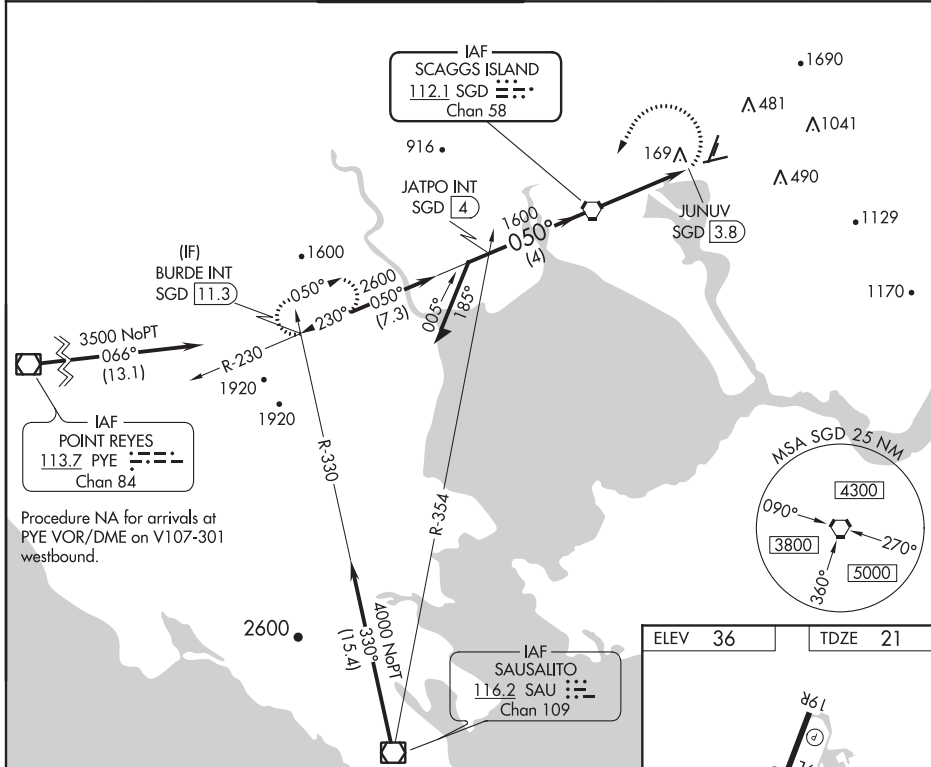 IAF
SCAGGS ISLAND
112.1 SGD
Chan 58
1690
481
1041
916
169
490
JATPO INT
SGD 4
1600
050°
(4)
JUNUV
SGD 3.8
1129
1170
(IF)
BURDE INT
SGD 11.3
1600
050°
2600
050°
(7.3)
230°
005°
185°
3500 NoPT
066°
(13.1)
R-230
1920
1920
IAF
POINT REYES
113.7 PYE
Chan 84
R-330
R-354
Procedure NA for arrivals at
PYE VOR/DME on V107-301
westbound.
MSA SGD 25 NM
4300
090°
3800
270°
5000
360°
2600
4000 NoPT
330°
(15.4)
IAF
SAUSALITO
116.2 SAU
Chan 109
ELEV 36
TDZE 21
19R
P